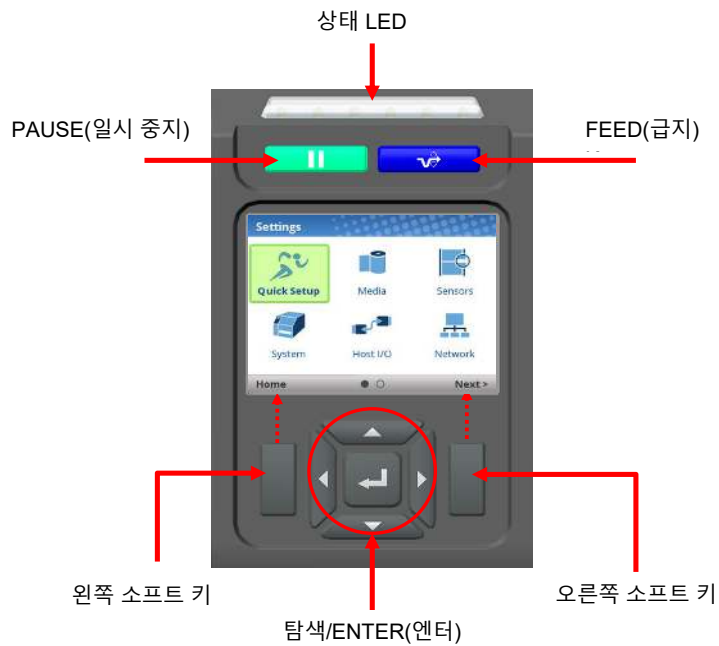 상태 LED
PAUSE(일시 중지)
FEED(급지)
Settings
Quick Setup
Media
Sensors
System
Host I/O
Network
Home
Next >
왼쪽 소프트 키
오른쪽 소프트 키
탐색/ENTER(엔터)